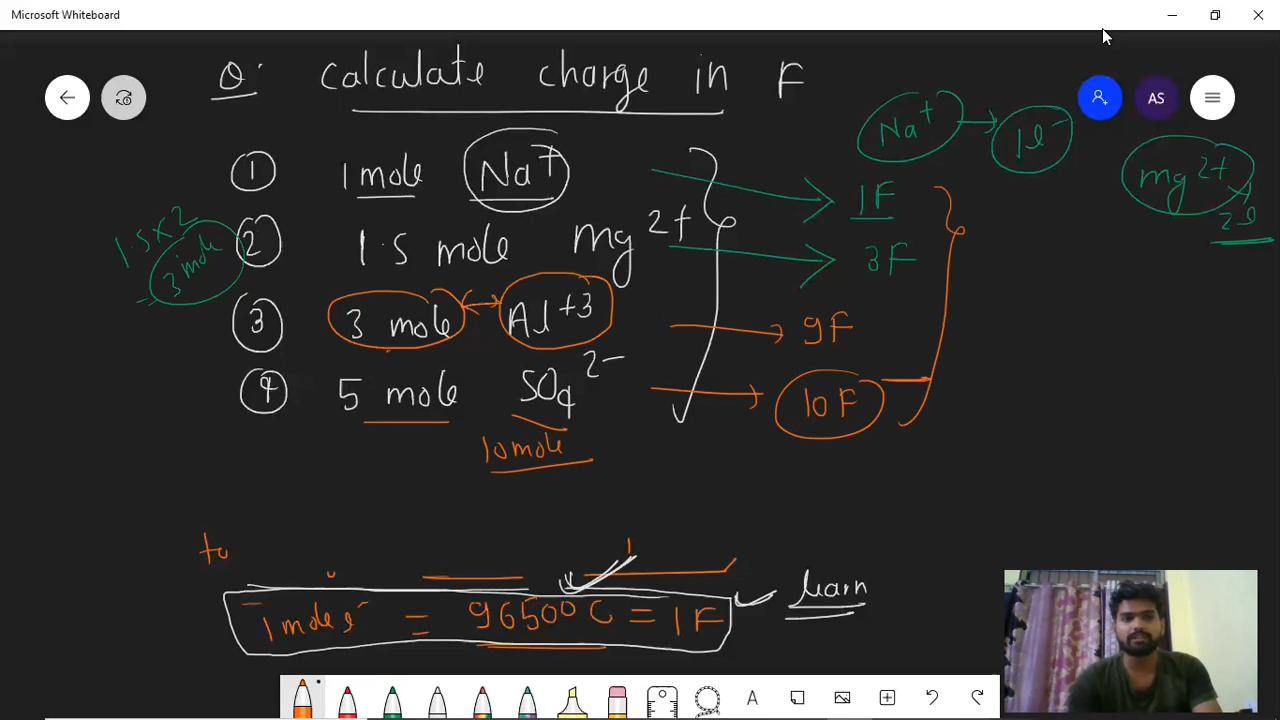 Microsoft Whiteboard
Q. Calculate charge in F
AS
Na⁺ → 1e⁻
mg²⁺
2e
① 1 mole Na⁺ → 1F
② 1.5 mole mg²⁺ → 3F
1.5 x 2
= 3 mole
③ 3 mole ↔ Al⁺³ → 9F
④ 5 mole SO₄²⁻ → 10F
10 mole
to
1 mole e⁻ = 96500 C = 1F
learn
A